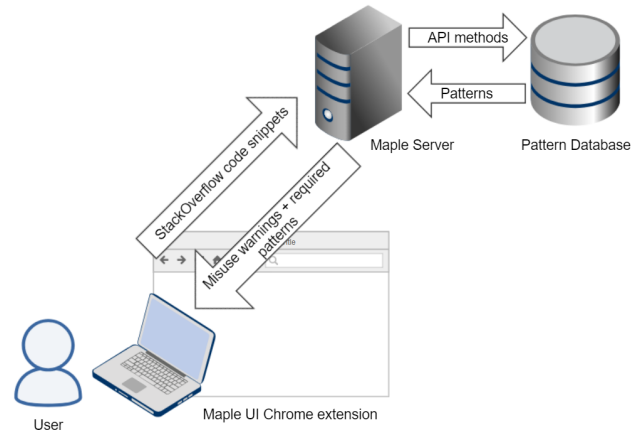 API methods
Patterns
Maple Server
Pattern Database
StackOverflow code snippets
Misuse warnings + required
patterns
User
Maple UI Chrome extension